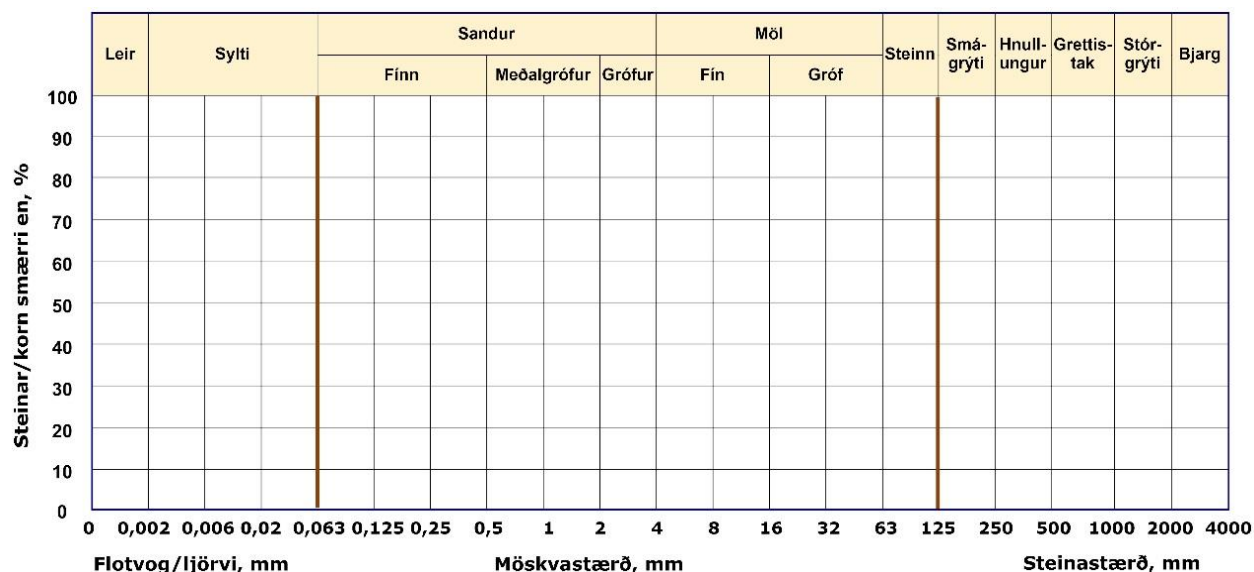 Leir
Sylti
Sandur
Fínn
Meðalgrófur
Grófur
Möl
Fín
Gróf
Steinn
Smá-
grýti
Hnull-
ungur
Grettis-
tak
Stór-
grýti
Bjarg
Steinar/korn smærri en, %
100
90
80
70
60
50
40
30
20
10
0
0 0,002 0,006 0,02 0,063 0,125 0,25 0,5 1 2 4 8 16 32 63 125 250 500 1000 2000 4000
Flotvog/ljörvi, mm Möskvastærð, mm Steinastærð, mm